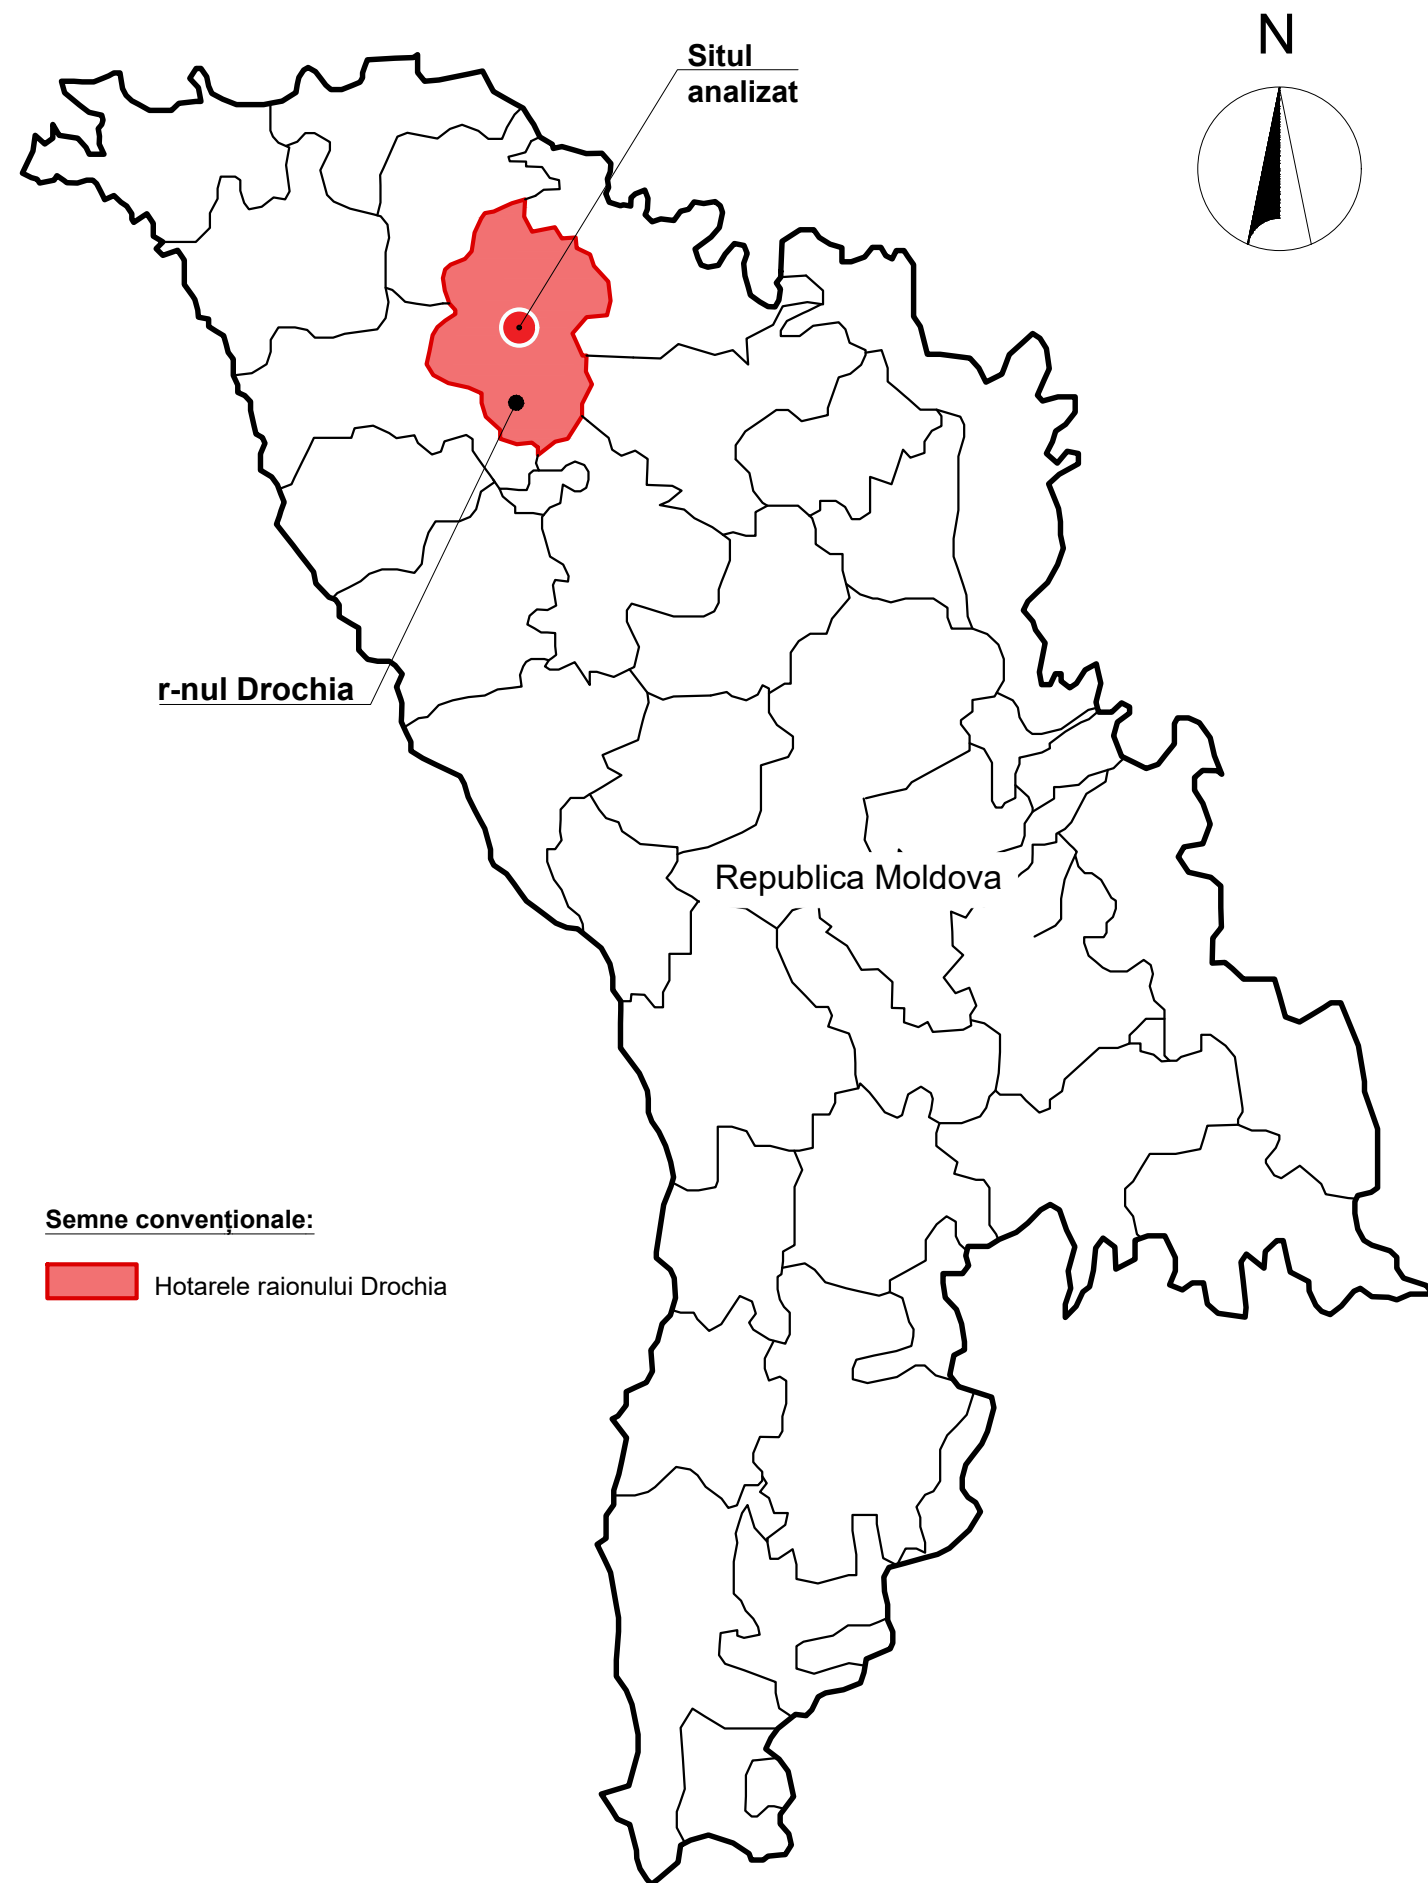 N
Situl
analizat
r-nul Drochia
Republica Moldova
Semne convenționale:
Hotarele raionului Drochia